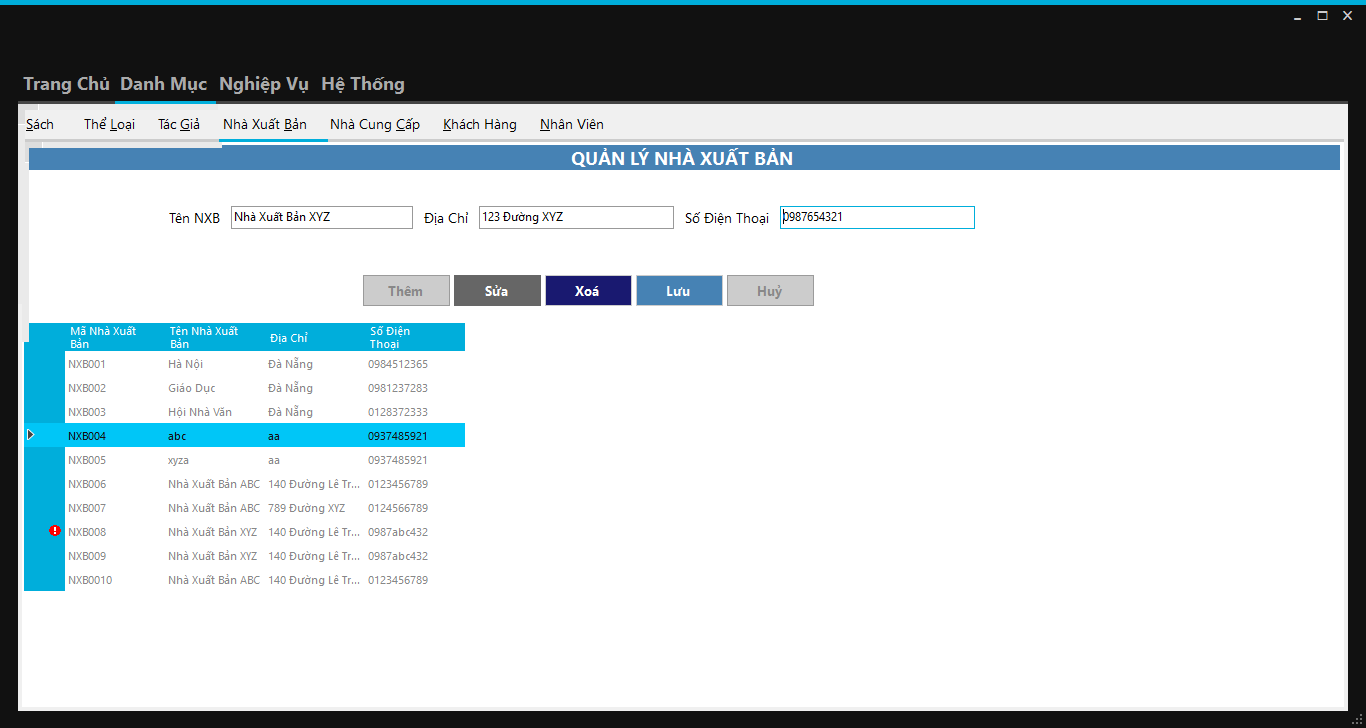 Trang Chủ Danh Mục Nghiệp Vụ Hệ Thống
Sách Thể Loại Tác Giả Nhà Xuất Bản Nhà Cung Cấp Khách Hàng Nhân Viên
QUẢN LÝ NHÀ XUẤT BẢN
Tên NXB Nhà Xuất Bản XYZ Địa Chỉ 123 Đường XYZ Số Điện Thoại 0987654321
Thêm Sửa Xoá Lưu Huỷ
Mã Nhà Xuất Bản Tên Nhà Xuất Bản Địa Chỉ Số Điện Thoại
NXB001 Hà Nội Đà Nẵng 0984512365
NXB002 Giáo Dục Đà Nẵng 0981237283
NXB003 Hội Nhà Văn Đà Nẵng 0128372333
NXB004 abc aa 0937485921
NXB005 xyza aa 0937485921
NXB006 Nhà Xuất Bản ABC 140 Đường Lê Tr... 0123456789
NXB007 Nhà Xuất Bản ABC 789 Đường XYZ 0124566789
NXB008 Nhà Xuất Bản XYZ 140 Đường Lê Tr... 0987abc432
NXB009 Nhà Xuất Bản XYZ 140 Đường Lê Tr... 0987abc432
NXB0010 Nhà Xuất Bản ABC 140 Đường Lê Tr... 0123456789